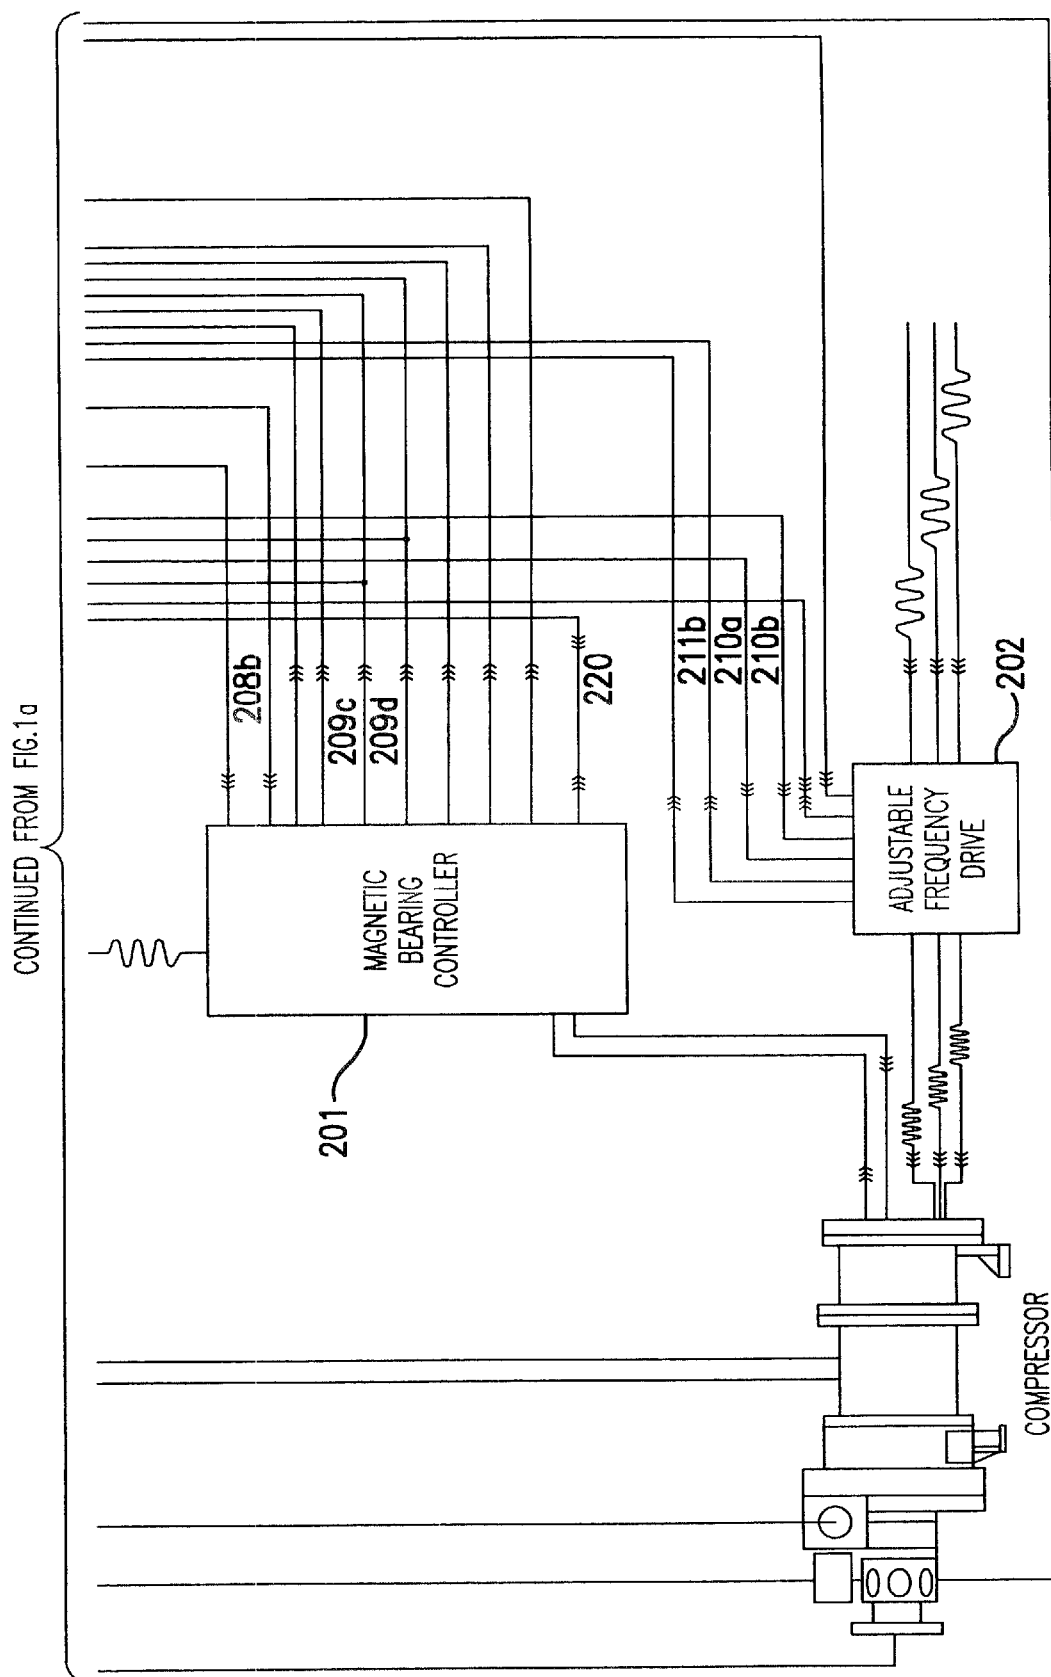 CONTINUED FROM FIG.1a
208b
209c
209d
220
211b
210a
210b
202
MAGNETIC
BEARING
CONTROLLER
201
ADJUSTABLE
FREQUENCY
DRIVE
COMPRESSOR